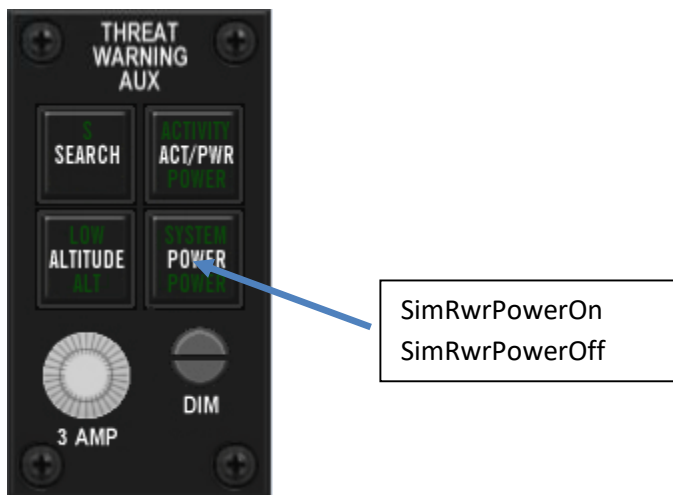 THREAT
WARNING
AUX
S
SEARCH
ACTIVITY
ACT/PWR
POWER
LOW
ALTITUDE
ALT
SYSTEM
POWER
POWER
3 AMP
DIM
SimRwrPowerOn
SimRwrPowerOff